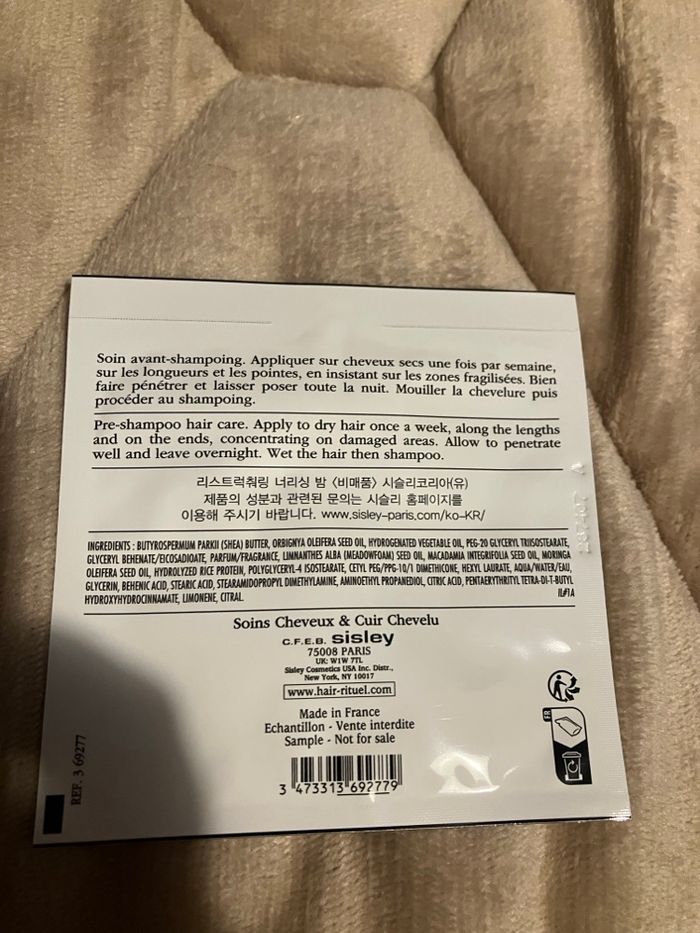 Soin avant-shampoing. Appliquer sur cheveux secs une fois par semaine,
sur les longueurs et les pointes, en insistant sur les zones fragilisées. Bien
faire pénétrer et laisser poser toute la nuit. Mouiller la chevelure puis
procéder au shampoing.
Pre-shampoo hair care. Apply to dry hair once a week, along the lengths
and on the ends, concentrating on damaged areas. Allow to penetrate
well and leave overnight. Wet the hair then shampoo.
리스트럭춰링 너리싱 밤 <비매품> 시슬리코리아(유)
제품의 성분과 관련된 문의는 시슬리 홈페이지를
이용해 주시기 바랍니다. www.sisley-paris.com/ko-KR/
INGREDIENTS : BUTYROSPERMUM PARKII (SHEA) BUTTER, ORBIGNYA OLEIFERA SEED OIL, HYDROGENATED VEGETABLE OIL, PEG-20 GLYCERYL TRIISOSTEARATE,
GLYCERYL BEHENATE/EICOSADIOATE, PARFUM/FRAGRANCE, LIMNANTHES ALBA (MEADOWFOAM) SEED OIL, MACADAMIA INTEGRIFOLIA SEED OIL, MORINGA
OLEIFERA SEED OIL, HYDROLYZED RICE PROTEIN, POLYGLYCERYL-4 ISOSTEARATE, CETYL PEG/PPG-10/1 DIMETHICONE, HEXYL LAURATE, AQUA/WATER/EAU,
GLYCERIN, BEHENIC ACID, STEARIC ACID, STEARAMIDOPROPYL DIMETHYLAMINE, AMINOETHYL PROPANEDIOL, CITRIC ACID, PENTAERYTHRITYL TETRA-DI-T-BUTYL
HYDROXYHYDROCINNAMATE, LIMONENE, CITRAL. IL#1A
Soins Cheveux & Cuir Chevelu
C.F.E.B. sisley
75008 PARIS
UK: W1W 7TL
Sisley Cosmetics USA Inc. Distr.,
New York, NY 10017
www.hair-rituel.com
Made in France
Echantillon - Vente interdite
Sample - Not for sale
3 473313 692779
REF. 3 69277
FR